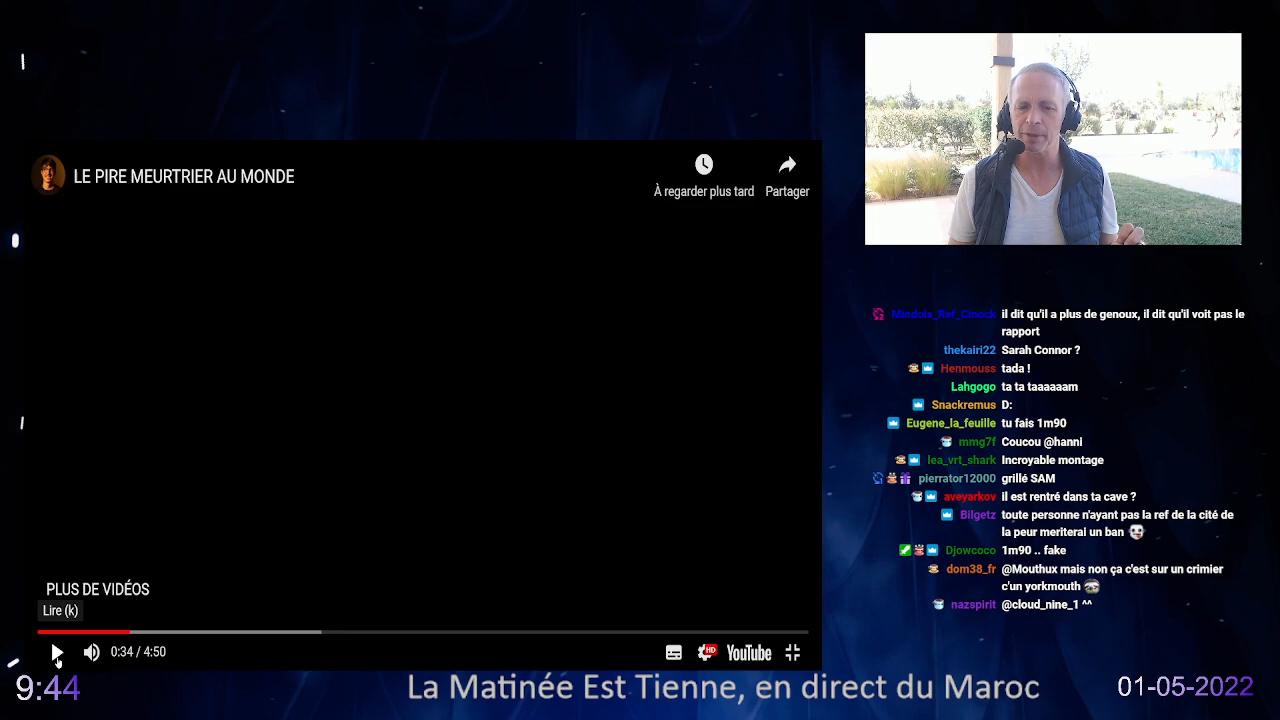 LE PIRE MEURTRIER AU MONDE
À regarder plus tard
Partager
PLUS DE VIDÉOS
Lire (k)
0:34 / 4:50
HD
YouTube
9:44
La Matinée Est Tienne, en direct du Maroc
01-05-2022
Mindois_Ref_Cinock il dit qu'il a plus de genoux, il dit qu'il voit pas le
rapport
thekairi22 Sarah Connor ?
Henmouss tada !
Lahgogo ta ta taaaaaam
Snackremus D:
Eugene_la_feuille tu fais 1m90
mmg7f Coucou @hanni
lea_vrt_shark Incroyable montage
pierrator12000 grillé SAM
aveyarkov il est rentré dans ta cave ?
Bilgetz toute personne n'ayant pas la ref de la cité de
la peur meriterai un ban
Djowcoco 1m90 .. fake
dom38_fr @Mouthux mais non ça c'est sur un crimier
c'un yorkmouth
nazspirit @cloud_nine_1 ^^